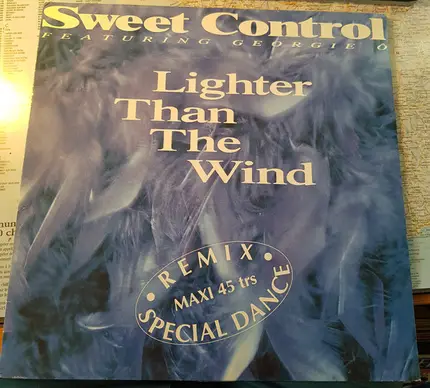 Sweet Control
FEATURING GEORGIE Ô
Lighter
Than
The
Wind
• REMIX •
MAXI 45 trs
SPECIAL DANCE